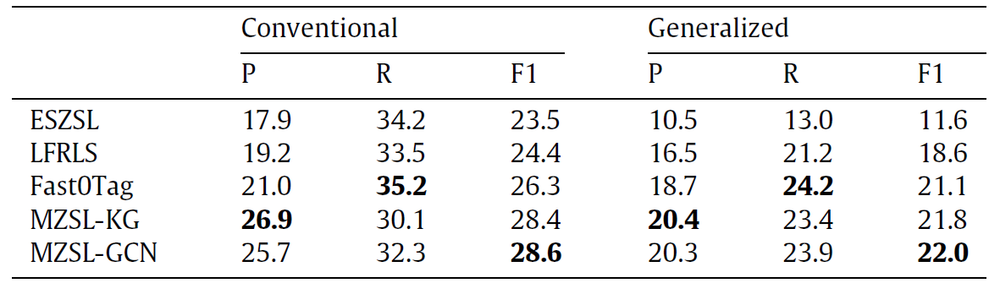 Conventional Generalized
P R F1 P R F1
ESZSL 17.9 34.2 23.5 10.5 13.0 11.6
LFRLS 19.2 33.5 24.4 16.5 21.2 18.6
Fast0Tag 21.0 35.2 26.3 18.7 24.2 21.1
MZSL-KG 26.9 30.1 28.4 20.4 23.4 21.8
MZSL-GCN 25.7 32.3 28.6 20.3 23.9 22.0